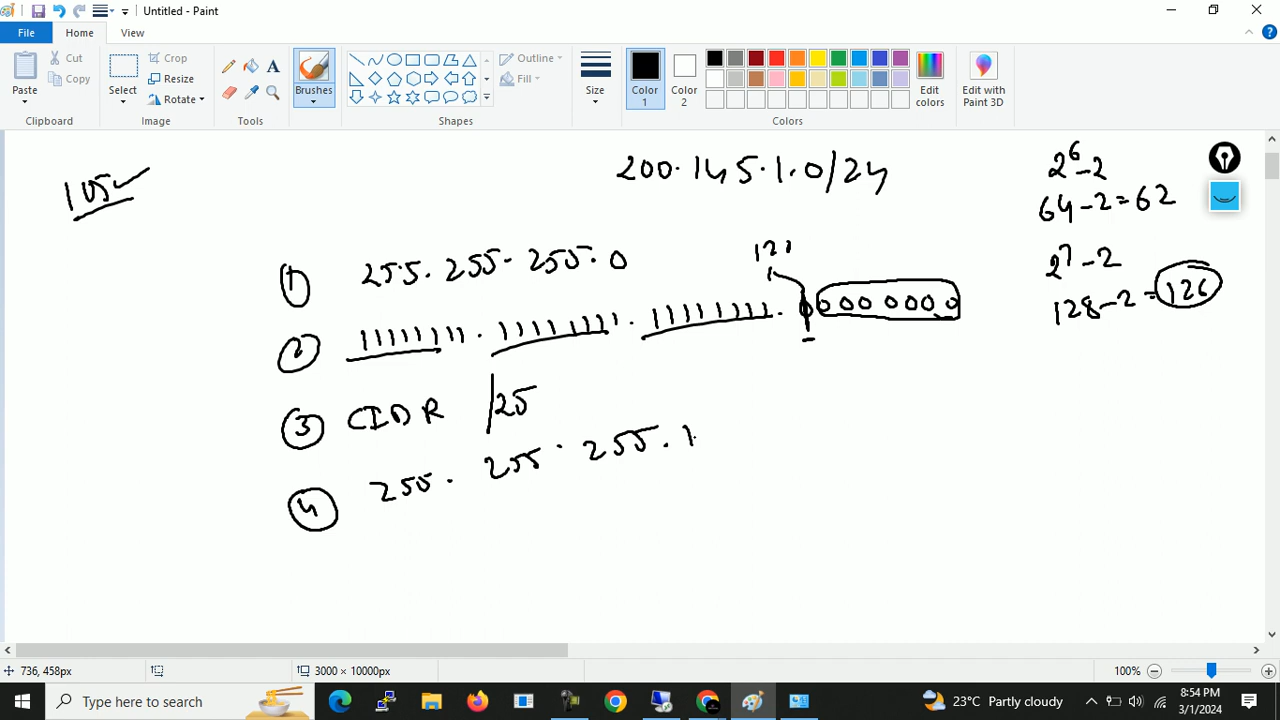 Untitled - Paint
File
Home
View
Paste
Cut
Copy
Clipboard
Select
Crop
Resize
Rotate
Image
A
Tools
Brushes
Outline
Fill
Shapes
Size
Color 1
Color 2
Edit colors
Edit with Paint 3D
Colors
105✓
200.145.1.0/24
2^6-2
64-2=62
2^7-2
128-2=126
① 255.255.255.0
② 11111111.11111111.11111111.00000000
③ CIDR /25
④ 255.255.255.1
736, 458px
3000 × 10000px
100%
Type here to search
23°C Partly cloudy
8:54 PM
3/1/2024